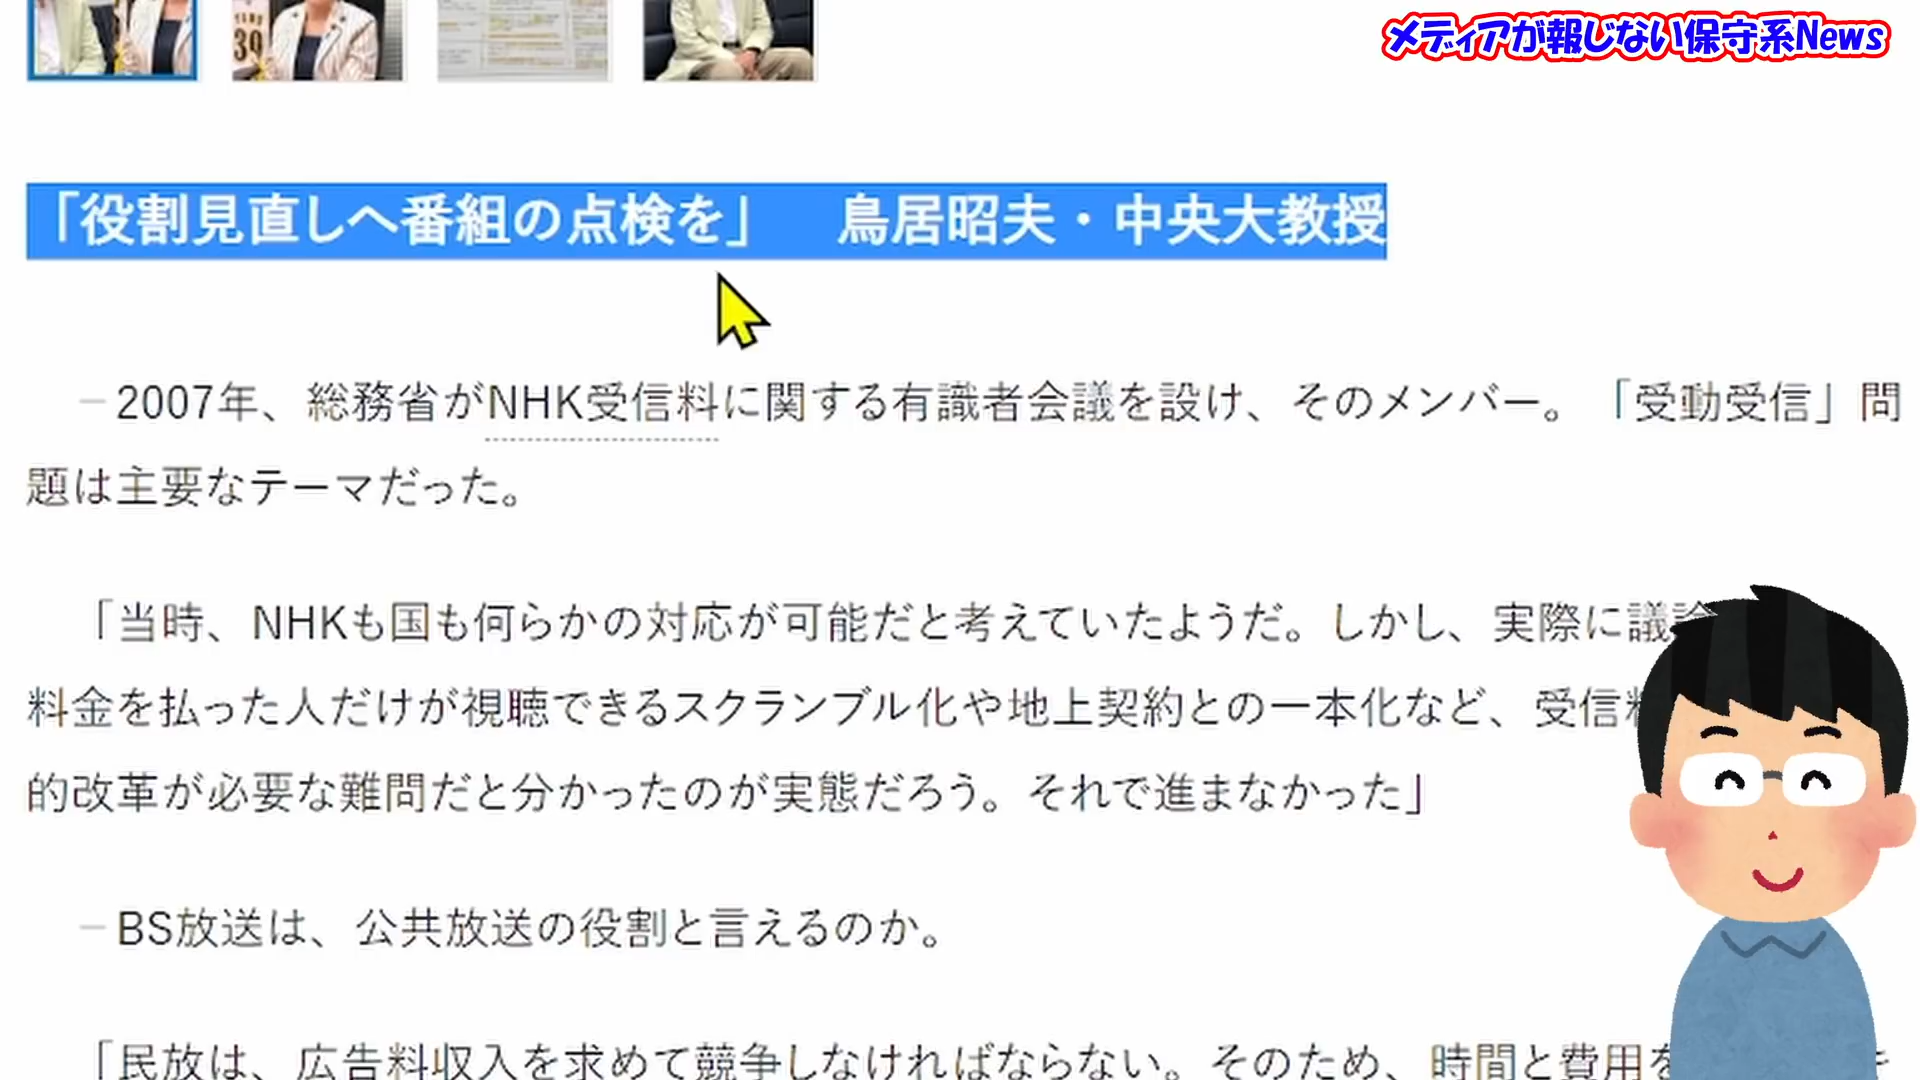 メディアが報じない保守系News
30
「役割見直しへ番組の点検を」　鳥居昭夫・中央大教授
－2007年、総務省がNHK受信料に関する有識者会議を設け、そのメンバー。「受動受信」問
題は主要なテーマだった。
「当時、NHKも国も何らかの対応が可能だと考えていたようだ。しかし、実際に議論
料金を払った人だけが視聴できるスクランブル化や地上契約との一本化など、受信料
的改革が必要な難問だと分かったのが実態だろう。それで進まなかった」
－BS放送は、公共放送の役割と言えるのか。
「民放は、広告料収入を求めて競争しなければならない。そのため、時間と費用を